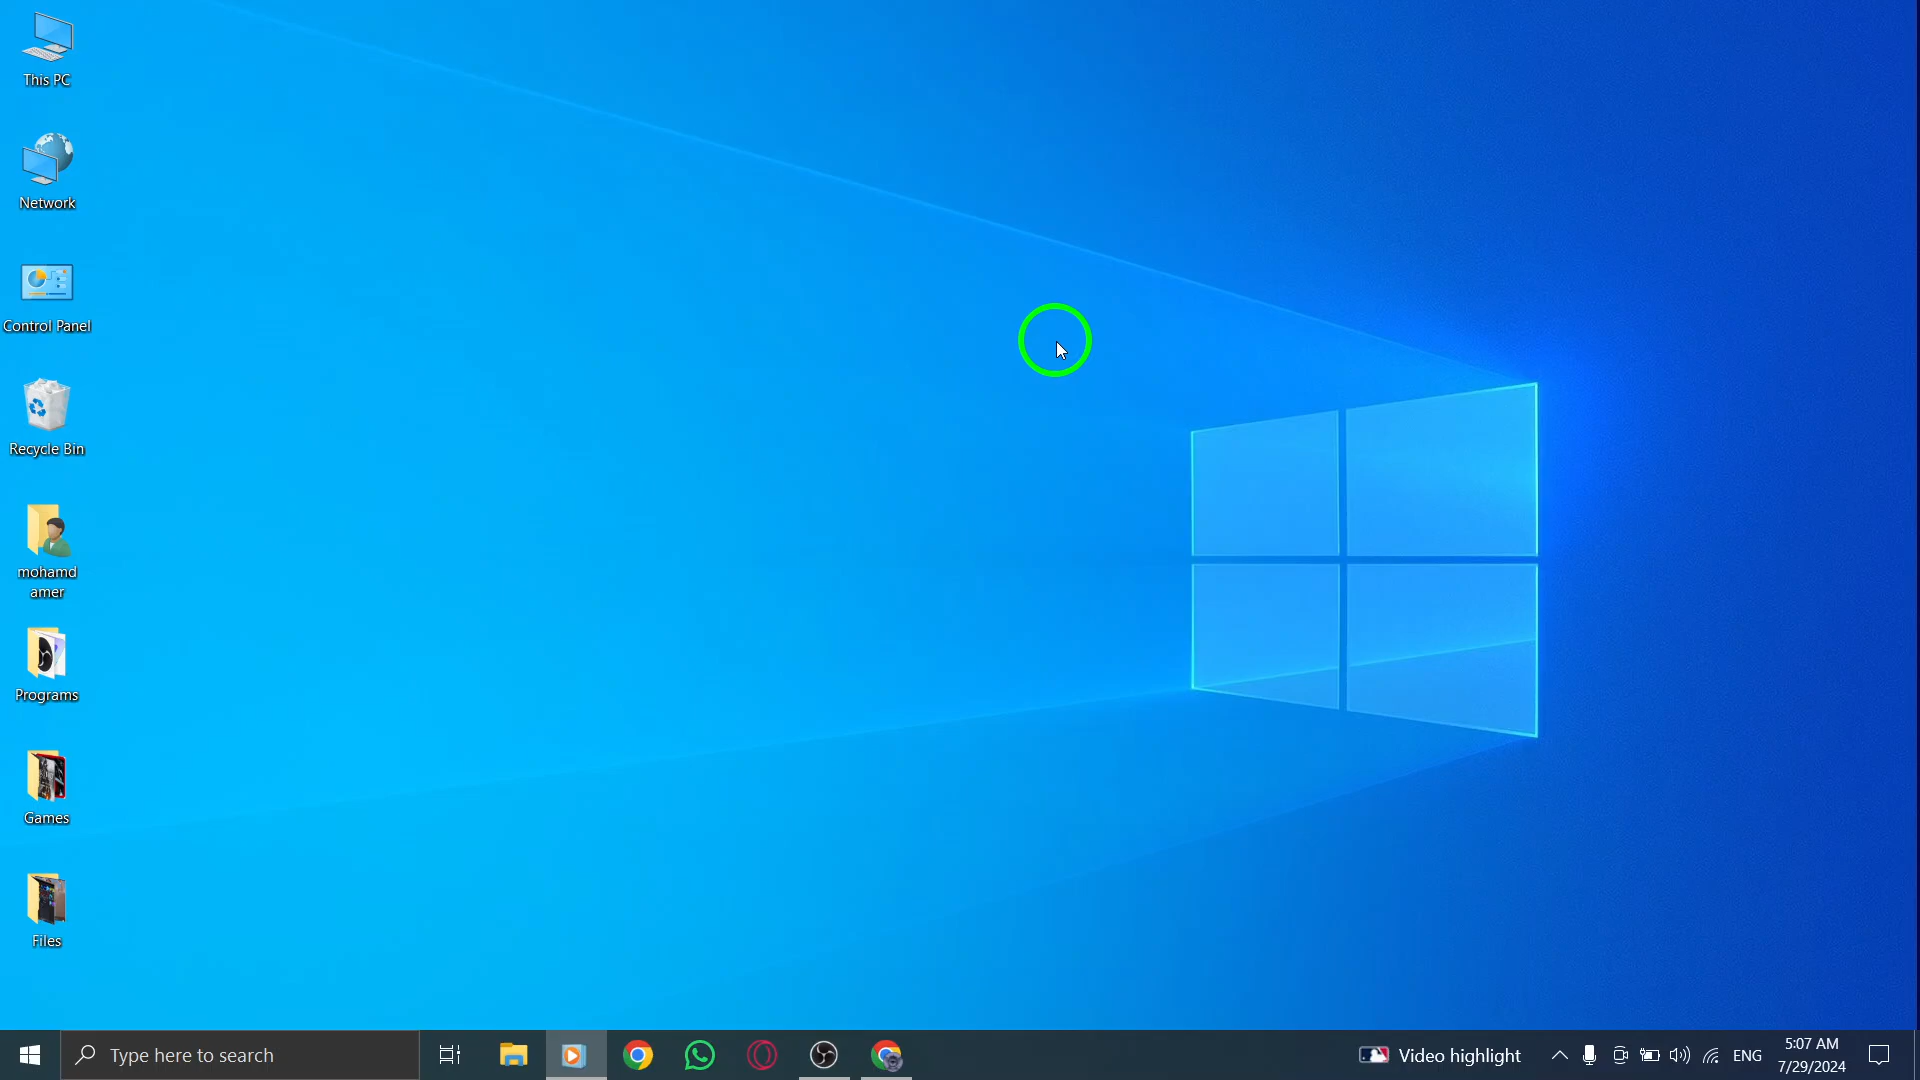 This PC
Network
Control Panel
Recycle Bin
mohamd
amer
Programs
Games
Files
Type here to search
Video highlight
ENG
5:07 AM
7/29/2024